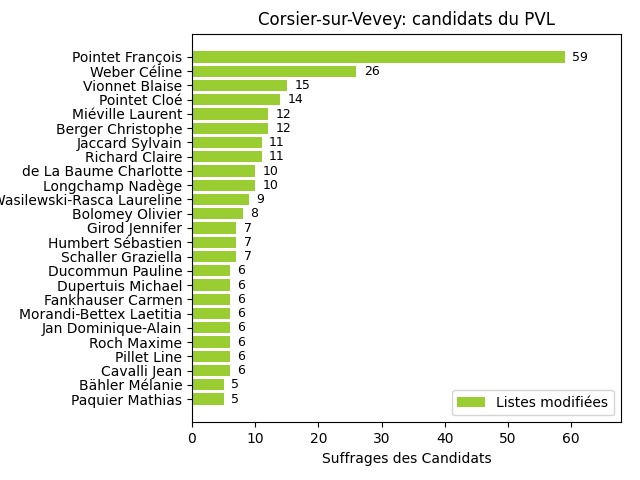 Corsier-sur-Vevey: candidats du PVL
Pointet François 59
Weber Céline 26
Vionnet Blaise 15
Pointet Cloé 14
Miéville Laurent 12
Berger Christophe 12
Jaccard Sylvain 11
Richard Claire 11
de La Baume Charlotte 10
Longchamp Nadège 10
Wasilewski-Rasca Laureline 9
Bolomey Olivier 8
Girod Jennifer 7
Humbert Sébastien 7
Schaller Graziella 7
Ducommun Pauline 6
Dupertuis Michael 6
Fankhauser Carmen 6
Morandi-Bettex Laetitia 6
Jan Dominique-Alain 6
Roch Maxime 6
Pillet Line 6
Cavalli Jean 6
Bähler Mélanie 5
Paquier Mathias 5
Listes modifiées
0 10 20 30 40 50 60
Suffrages des Candidats